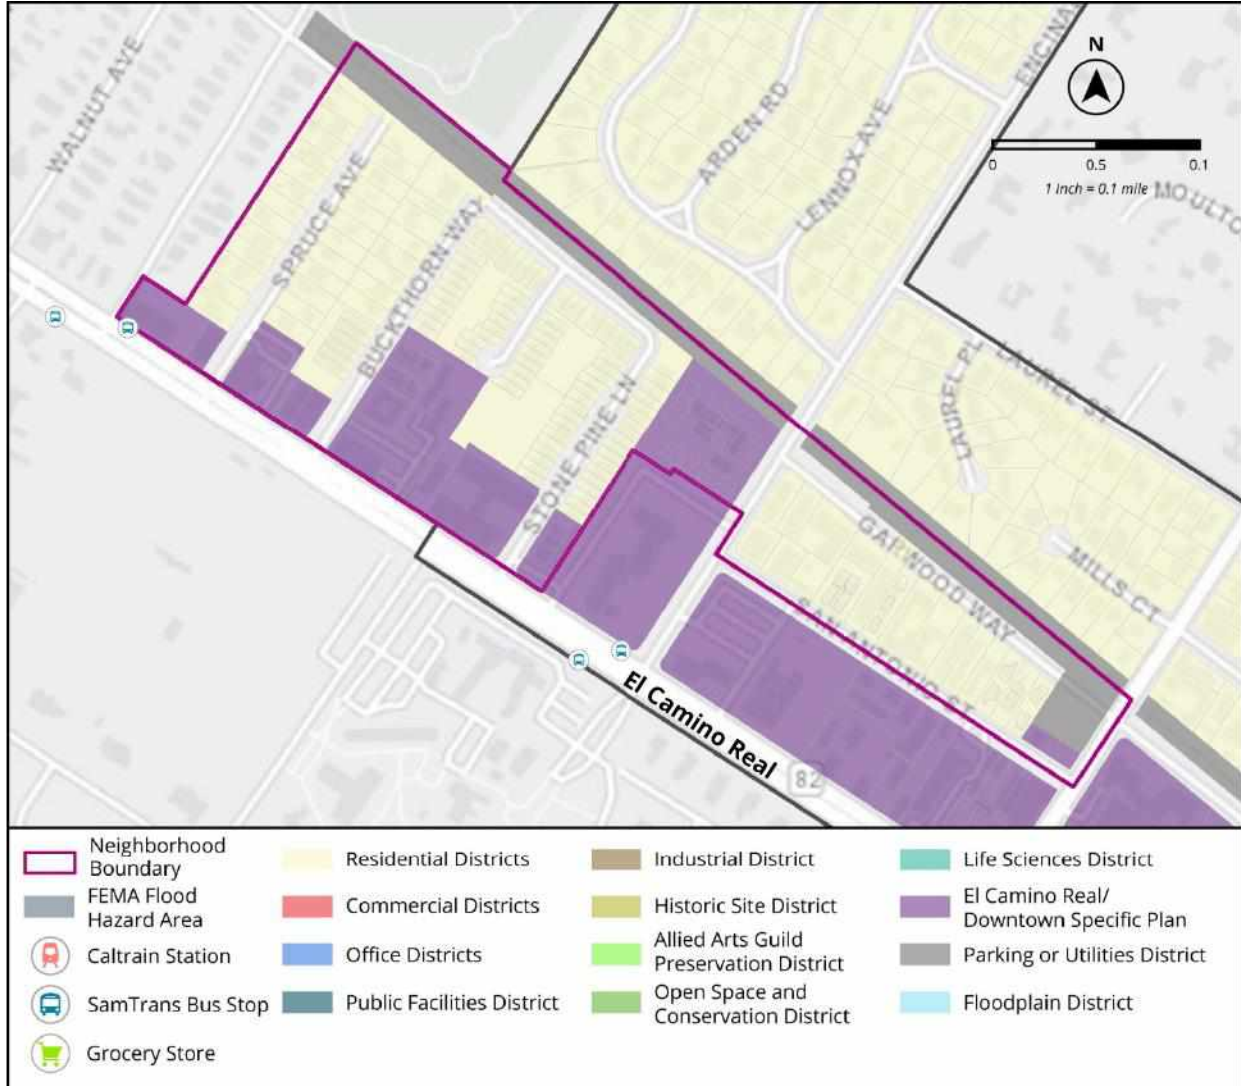 WALNUT AVE
SPRUCE AVE
BUCKTHORN WAY
STONE PINE LN
ARDEN RD
LENNOX AVE
N
0
0.5
0.1
1 Inch = 0.1 mile
LAUREL PL
LAUREL ST
GARWOOD WAY
MILLS CT
SAN ANTONIO ST
El Camino Real
82
Neighborhood
Boundary
FEMA Flood
Hazard Area
Caltrain Station
SamTrans Bus Stop
Grocery Store
Residential Districts
Commercial Districts
Office Districts
Public Facilities District
Industrial District
Historic Site District
Allied Arts Guild
Preservation District
Open Space and
Conservation District
Life Sciences District
El Camino Real/
Downtown Specific Plan
Parking or Utilities District
Floodplain District